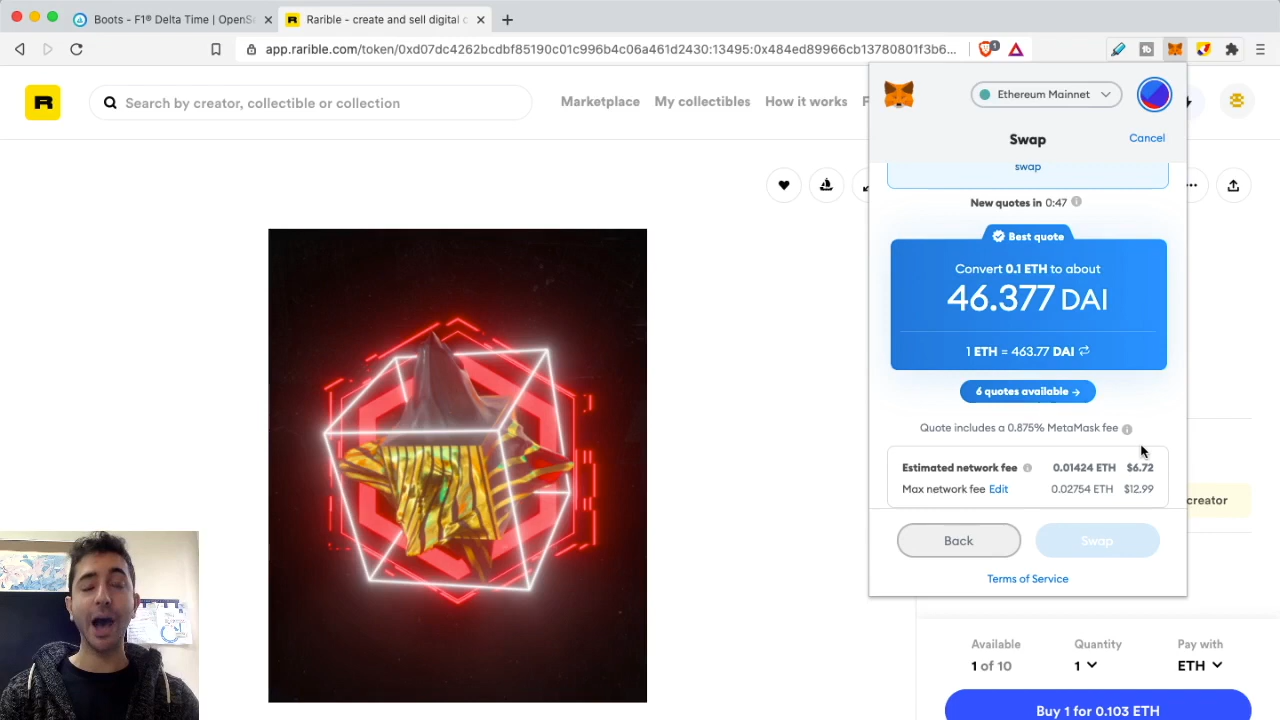 Boots - F1® Delta Time | OpenSe
R Rarible - create and sell digital c
app.rarible.com/token/0xd07dc4262bcdbf85190c01c996b4c06a461d2430:13495:0x484ed89966cb13780801f3b6...
1
tb
R
Search by creator, collectible or collection
Marketplace My collectibles How it works
Ethereum Mainnet
Swap
Cancel
swap
New quotes in 0:47
Best quote
Convert 0.1 ETH to about
46.377 DAI
1 ETH = 463.77 DAI
6 quotes available →
Quote includes a 0.875% MetaMask fee
Estimated network fee 0.01424 ETH $6.72
Max network fee Edit 0.02754 ETH $12.99
creator
Back
Swap
Terms of Service
Available Quantity Pay with
1 of 10 1 ETH
Buy 1 for 0.103 ETH